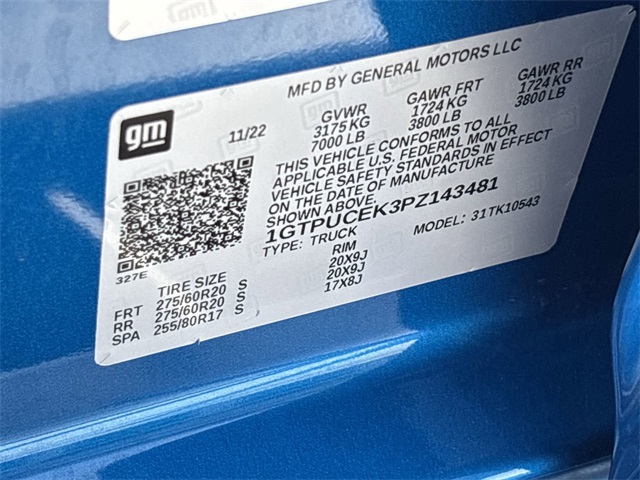 MFD BY GENERAL MOTORS LLC
gm
11/22
GVWR GAWR FRT GAWR RR
3175 KG 1724 KG 1724 KG
7000 LB 3800 LB 3800 LB
THIS VEHICLE CONFORMS TO ALL
APPLICABLE U.S. FEDERAL MOTOR
VEHICLE SAFETY STANDARDS IN EFFECT
ON THE DATE OF MANUFACTURE
SHOWN ABOVE.
1GTPUCEK3PZ143481
TYPE: TRUCK MODEL: 31TK10543
327E
TIRE SIZE RIM
FRT 275/60R20 S 20X9J
RR 275/60R20 S 20X9J
SPA 255/80R17 S 17X8J